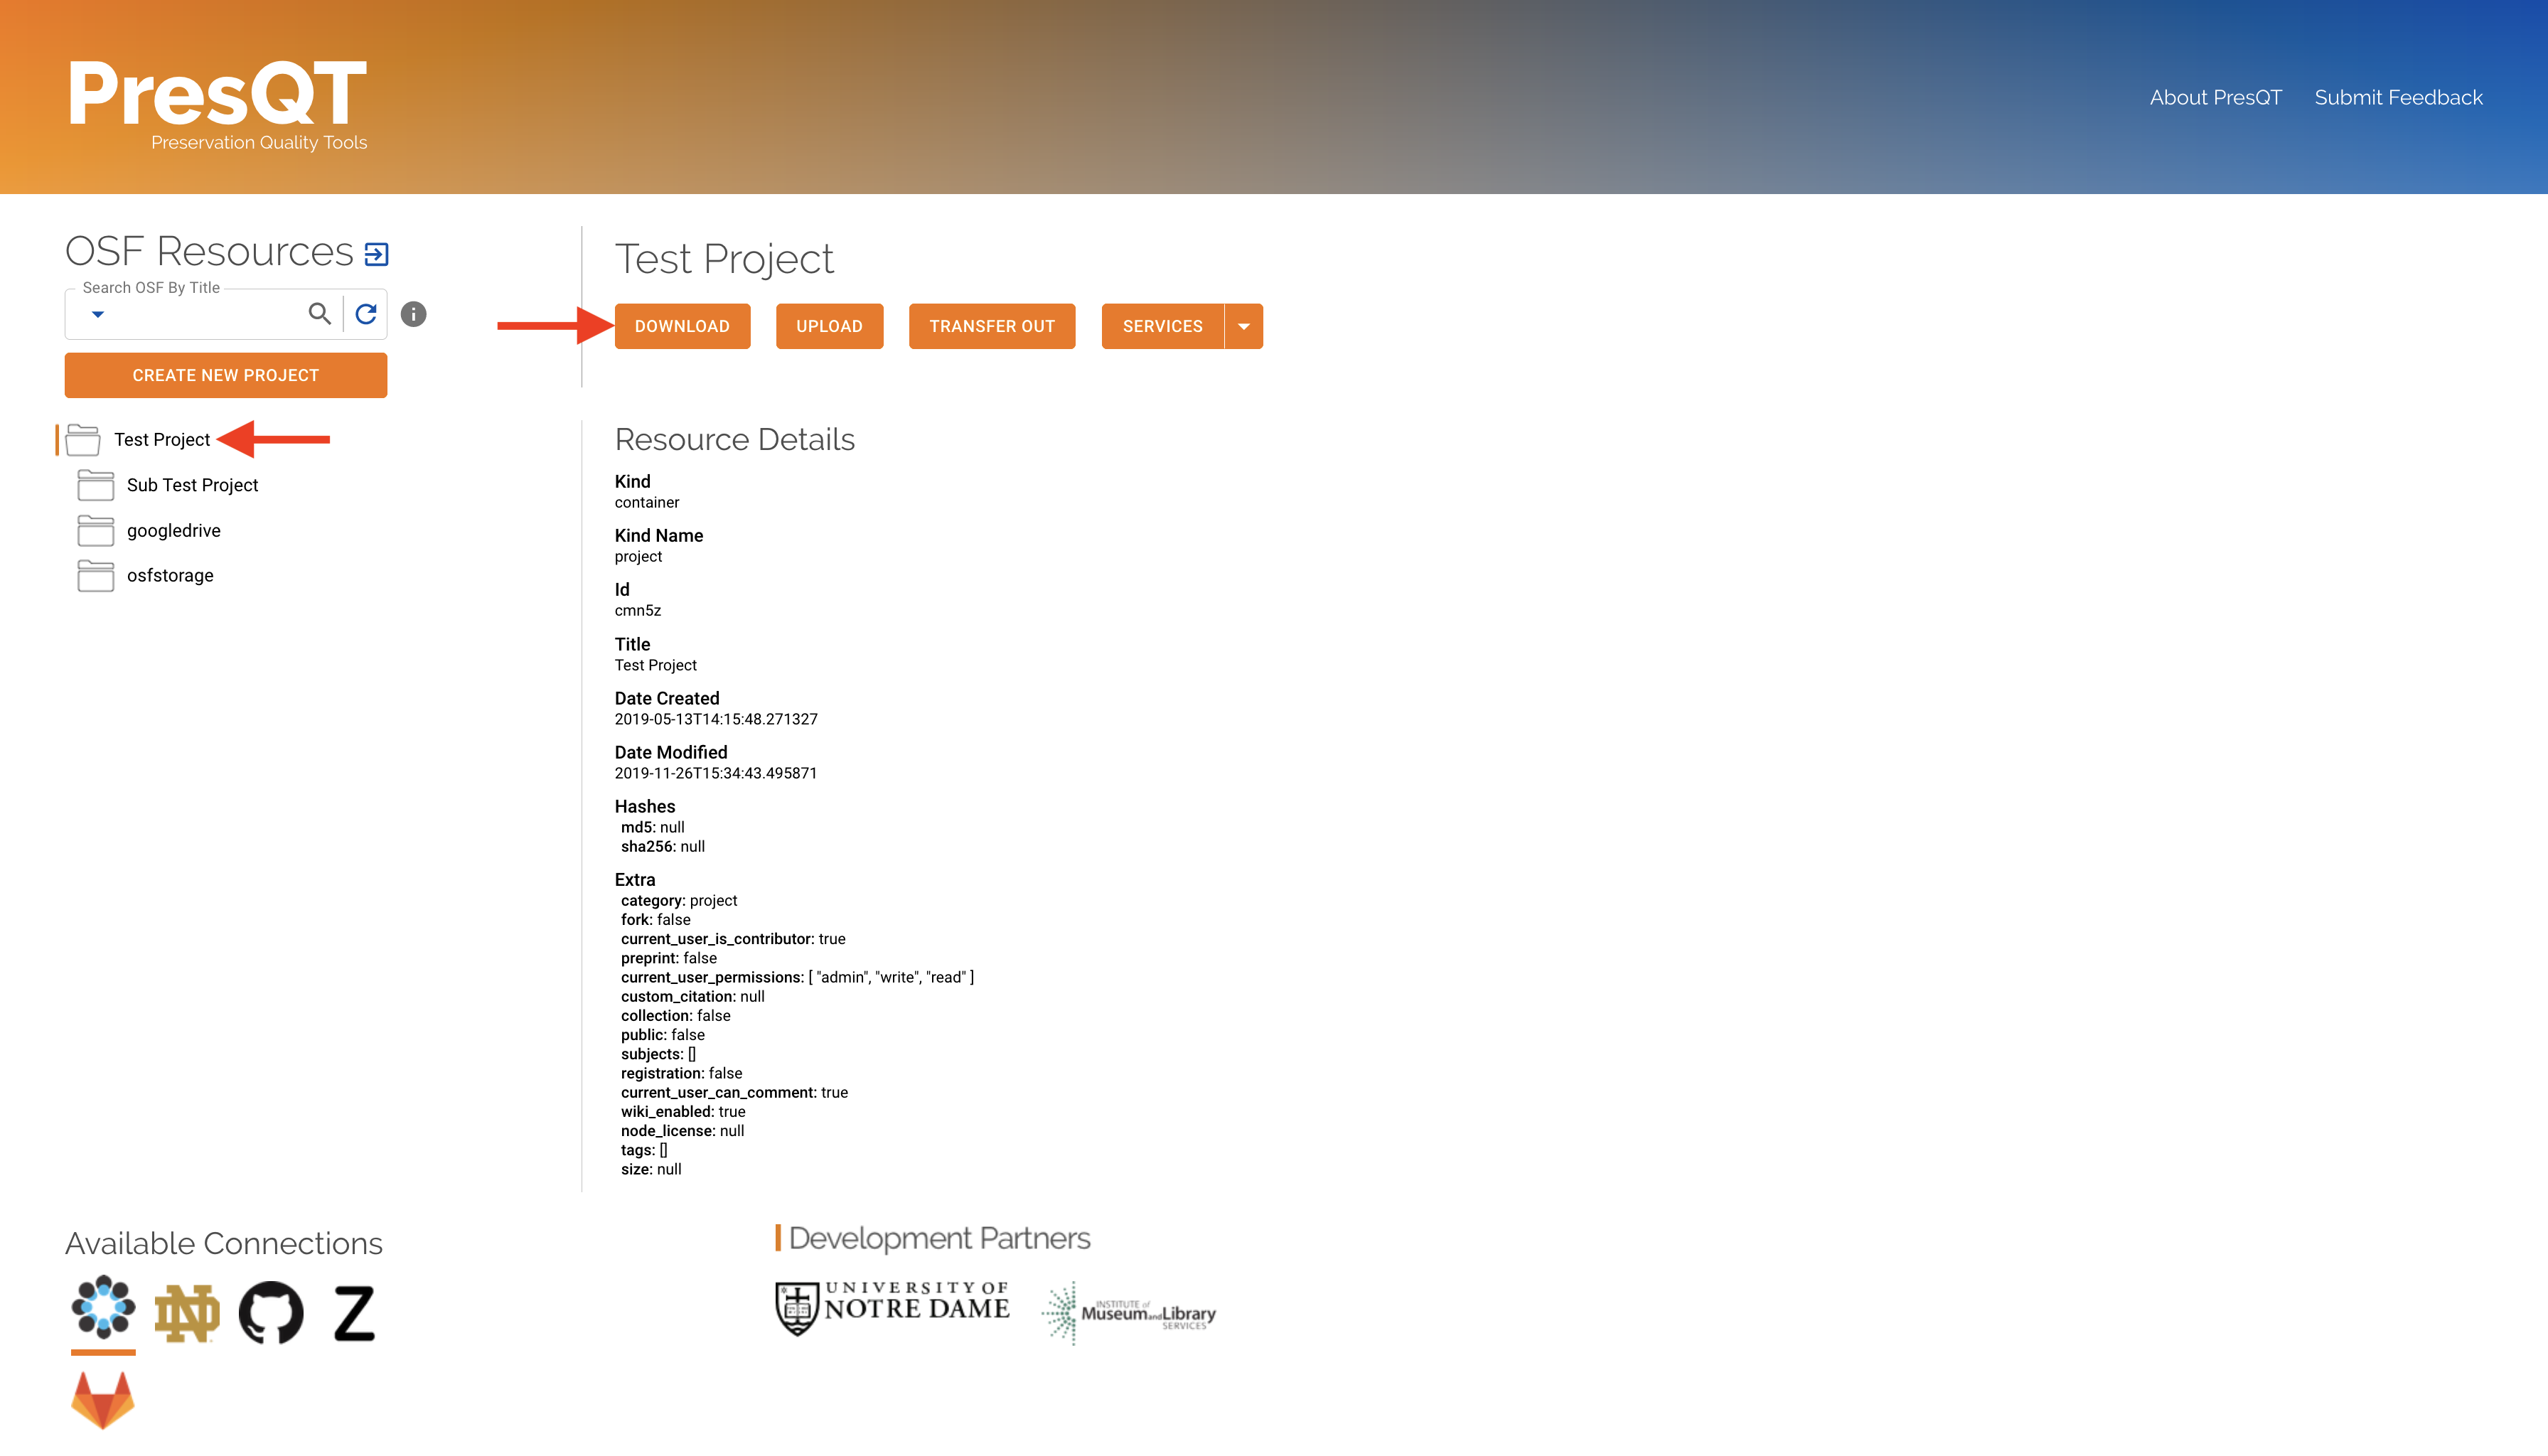 PresQT
Preservation Quality Tools
About PresQT
Submit Feedback
OSF Resources
Search OSF By Title
CREATE NEW PROJECT
Test Project
Sub Test Project
googledrive
osfstorage
Test Project
DOWNLOAD
UPLOAD
TRANSFER OUT
SERVICES
Resource Details
Kind
container
Kind Name
project
Id
cmn5z
Title
Test Project
Date Created
2019-05-13T14:15:48.271327
Date Modified
2019-11-26T15:34:43.495871
Hashes
md5: null
sha256: null
Extra
category: project
fork: false
current_user_is_contributor: true
preprint: false
current_user_permissions: [ "admin", "write", "read" ]
custom_citation: null
collection: false
public: false
subjects: []
registration: false
current_user_can_comment: true
wiki_enabled: true
node_license: null
tags: []
size: null
Available Connections
ND
Z
Development Partners
UNIVERSITY OF
NOTRE DAME
INSTITUTE of
Museum and Library
SERVICES